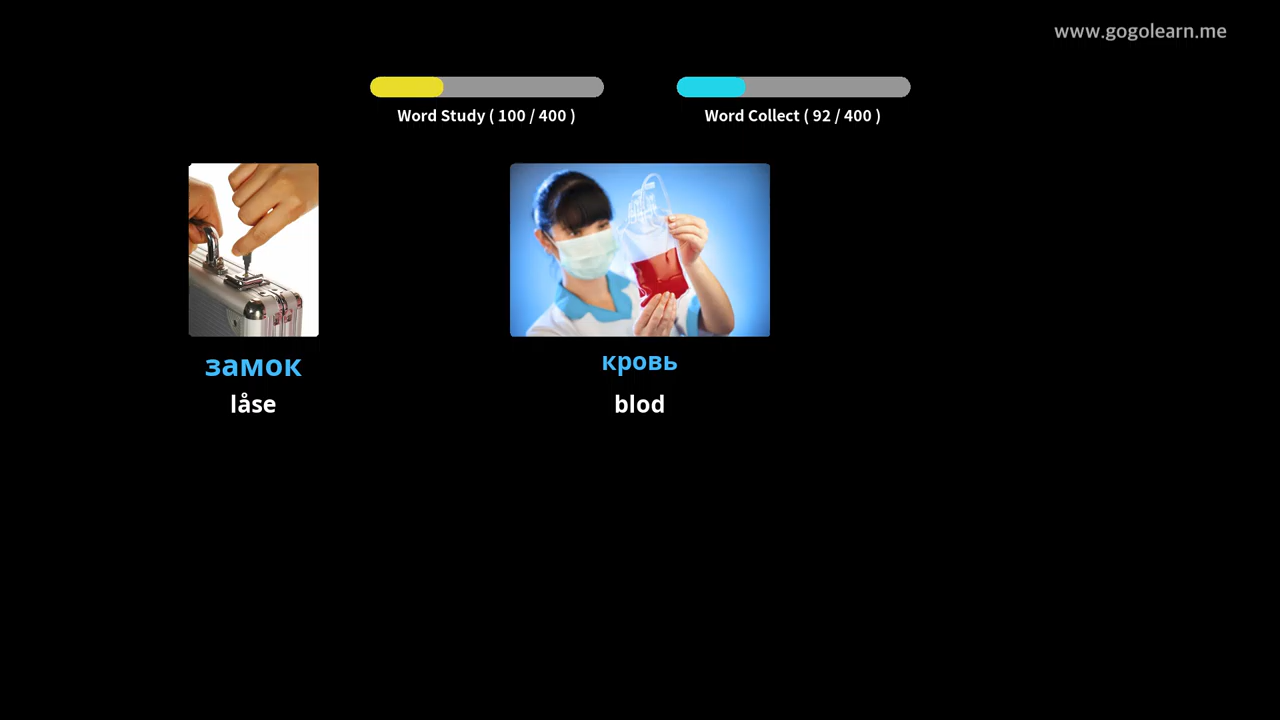 www.gogolearn.me
Word Study ( 100 / 400 )
Word Collect ( 92 / 400 )
замок
låse
кровь
blod